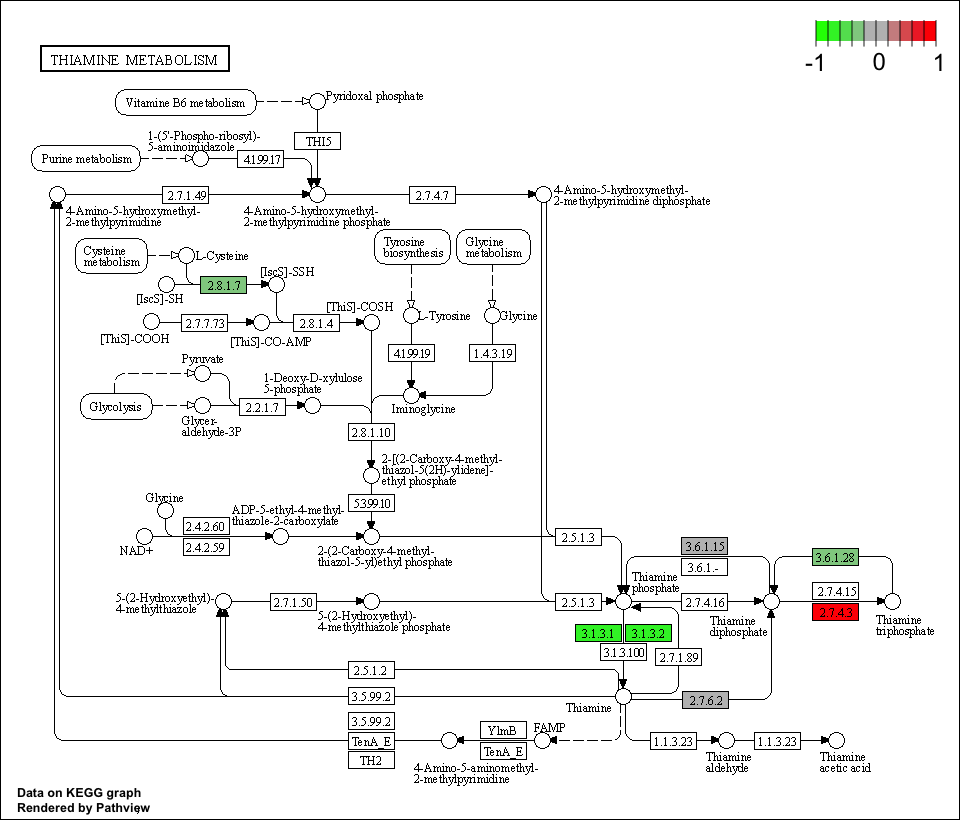 -1 0 1
THIAMINE METABOLISM
Vitamine B6 metabolism
Pyridoxal phosphate
1-(5'-Phospho-ribosyl)-
5-aminoimidazole
THI5
Purine metabolism
4.1.99.17
2.7.1.49
2.7.4.7
4-Amino-5-hydroxymethyl-
2-methylpyrimidine
4-Amino-5-hydroxymethyl-
2-methylpyrimidine phosphate
4-Amino-5-hydroxymethyl-
2-methylpyrimidine diphosphate
Cysteine
metabolism
L-Cysteine
Tyrosine
biosynthesis
Glycine
metabolism
[IscS]-SSH
2.8.1.7
[IscS]-SH
[ThiS]-COSH
L-Tyrosine
Glycine
2.7.7.73
2.8.1.4
[ThiS]-COOH
[ThiS]-CO-AMP
4.1.99.19
1.4.3.19
Pyruvate
1-Deoxy-D-xylulose
5-phosphate
Glycolysis
2.2.1.7
Iminoglycine
Glycer-
aldehyde-3P
2.8.1.10
2-[(2-Carboxy-4-methyl-
thiazol-5(2H)-ylidene]-
ethyl phosphate
Glycine
5.3.99.10
ADP-5-ethyl-4-methyl-
thiazole-2-carboxylate
2.4.2.60
2.4.2.59
NAD+
2-(2-Carboxy-4-methyl-
thiazol-5-yl)ethyl phosphate
2.5.1.3
3.6.1.15
3.6.1.-
3.6.1.28
Thiamine
phosphate
2.7.4.15
5-(2-Hydroxyethyl)-
4-methylthiazole
2.7.1.50
2.5.1.3
2.7.4.16
2.7.4.3
5-(2-Hydroxyethyl)-
4-methylthiazole phosphate
Thiamine
diphosphate
Thiamine
triphosphate
3.1.3.1
3.1.3.2
3.1.3.100
2.7.1.89
2.5.1.2
3.5.99.2
2.7.6.2
Thiamine
3.5.99.2
TenA_E
TH2
YlmB
TenA_E
FAMP
1.1.3.23
1.1.3.23
4-Amino-5-aminomethyl-
2-methylpyrimidine
Thiamine
aldehyde
Thiamine
acetic acid
Data on KEGG graph
Rendered by Pathview